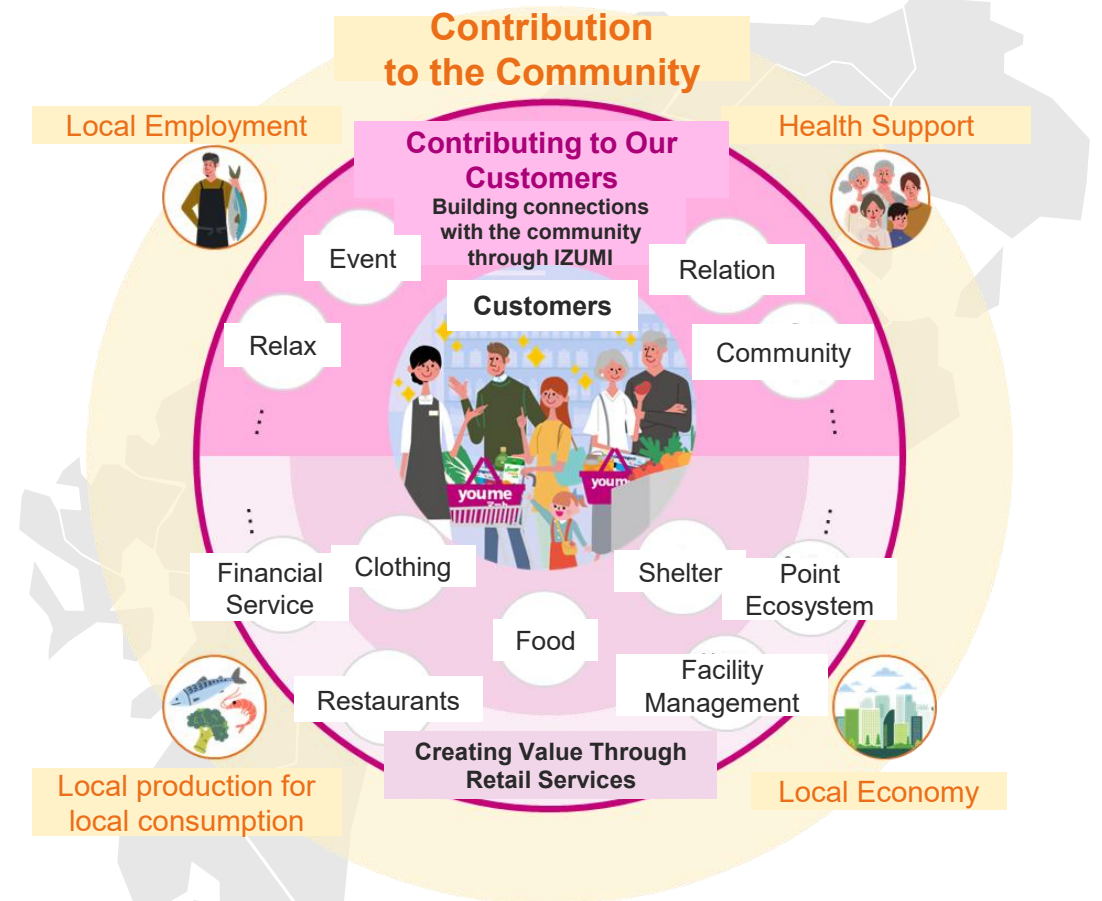 Contribution
to the Community
Local Employment
Health Support
Contributing to Our
Customers
Building connections
with the community
through IZUMI
Event
Relation
Customers
Relax
Community
youme
youm
Financial
Service
Clothing
Shelter
Point
Ecosystem
Food
Restaurants
Facility
Management
Creating Value Through
Retail Services
Local production for
local consumption
Local Economy